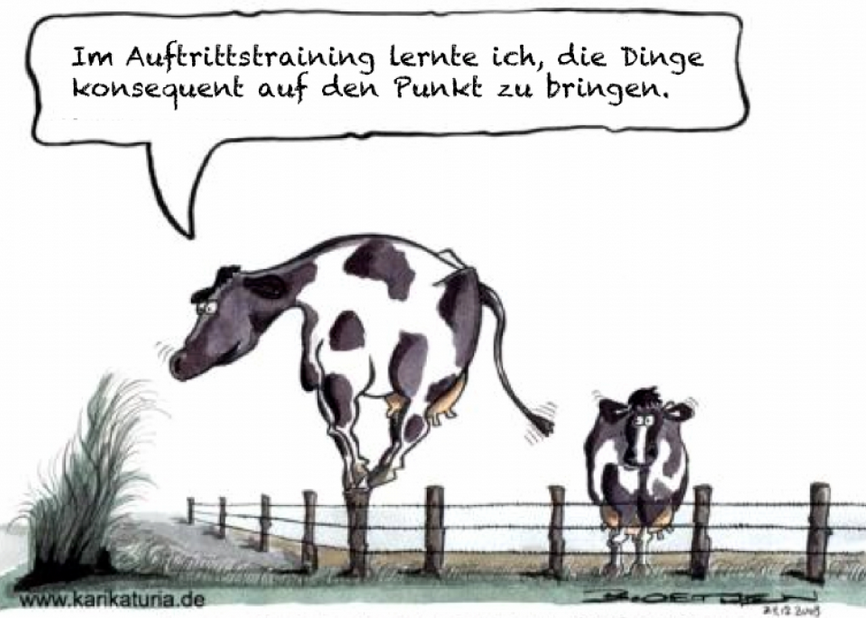 Im Auftrittstraining lernte ich, die Dinge
konsequent auf den Punkt zu bringen.
www.karikaturia.de